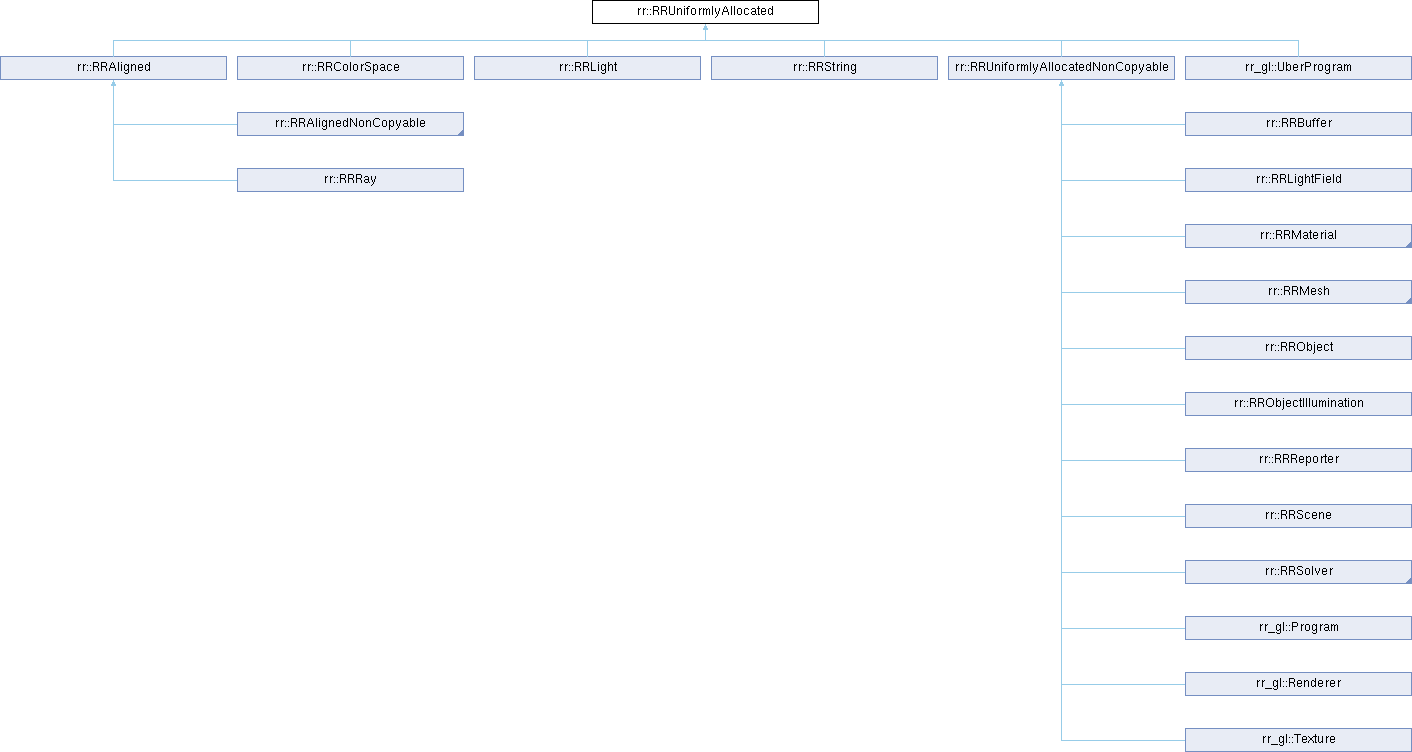 rr::RRUniformlyAllocated
rr::RRAligned
rr::RRColorSpace
rr::RRLight
rr::RRString
rr::RRUniformlyAllocatedNonCopyable
rr_gl::UberProgram
rr::RRAlignedNonCopyable
rr::RRBuffer
rr::RRRay
rr::RRLightField
rr::RRMaterial
rr::RRMesh
rr::RRObject
rr::RRObjectIllumination
rr::RRReporter
rr::RRScene
rr::RRSolver
rr_gl::Program
rr_gl::Renderer
rr_gl::Texture